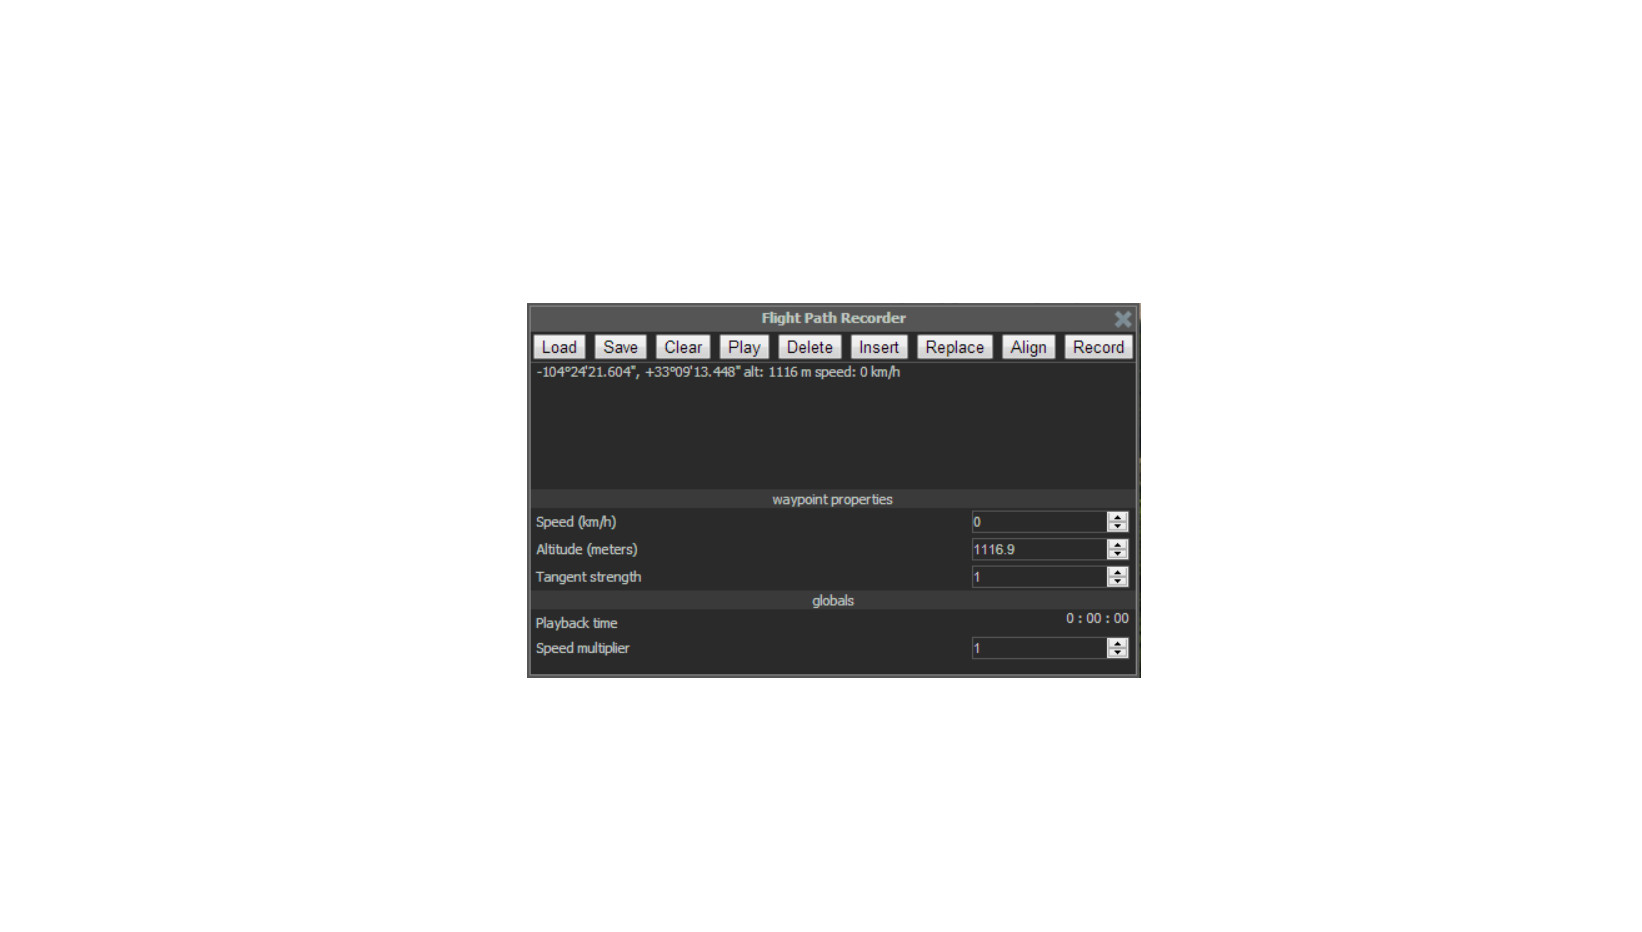 Flight Path Recorder
Load Save Clear Play Delete Insert Replace Align Record
-104°24'21.604", +33°09'13.448" alt: 1116 m speed: 0 km/h
waypoint properties
Speed (km/h) 0
Altitude (meters) 1116.9
Tangent strength 1
globals
Playback time 0 : 00 : 00
Speed multiplier 1